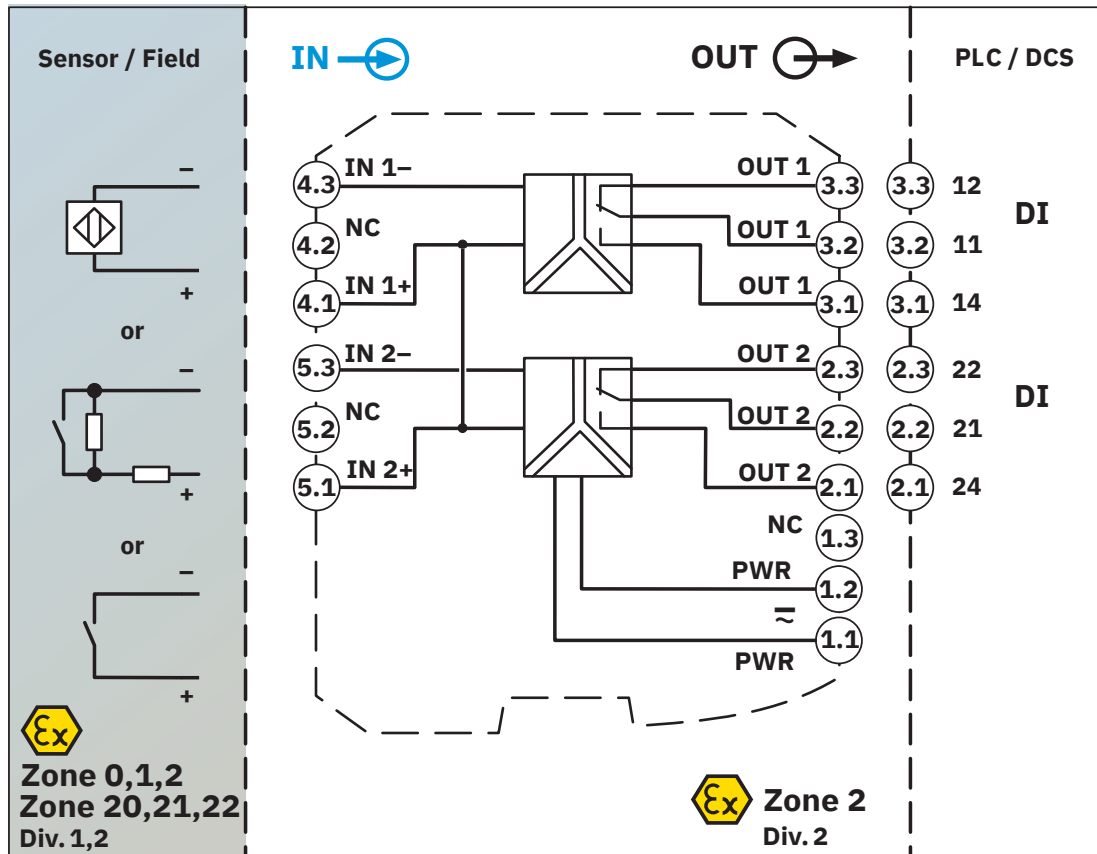 Sensor / Field
IN
OUT
PLC / DCS
−
+
or
−
+
or
−
+
Ex
Zone 0,1,2
Zone 20,21,22
Div. 1,2
4.3 IN 1−
4.2 NC
4.1 IN 1+
5.3 IN 2−
5.2 NC
5.1 IN 2+
OUT 1 3.3
OUT 1 3.2
OUT 1 3.1
OUT 2 2.3
OUT 2 2.2
OUT 2 2.1
NC 1.3
PWR 1.2
1.1
PWR
Ex Zone 2
Div. 2
3.3 12
DI
3.2 11
3.1 14
2.3 22
DI
2.2 21
2.1 24